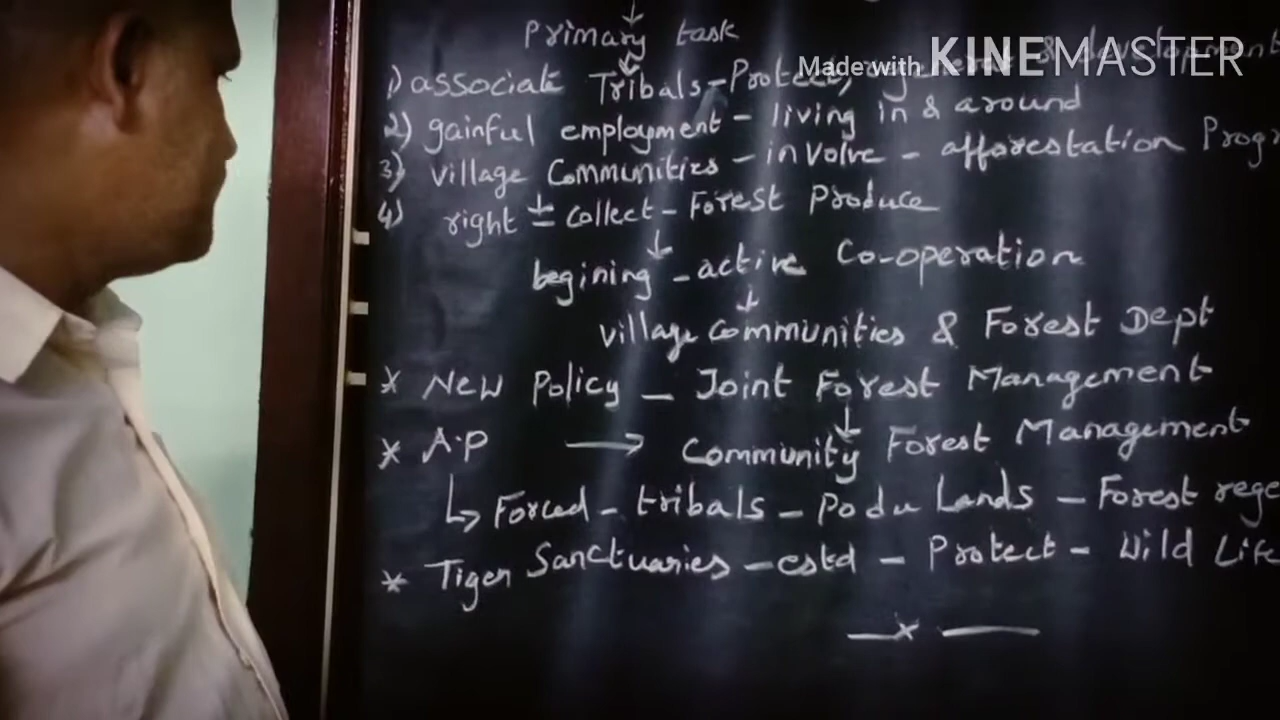 Primary task
1) associate Tribals - Protect, & development
Made with KINEMASTER
2) gainful employment - living in & around
3) village Communities - involve - afforestation Progr
4) right to collect - Forest Produce
begining - active Co-operation
village Communities & Forest Dept
* New Policy - Joint Forest Management
* A.P → Community Forest Management
↳ Forced - tribals - Podu Lands - Forest rege
* Tiger Sanctuaries - estd - Protect - Wild Life